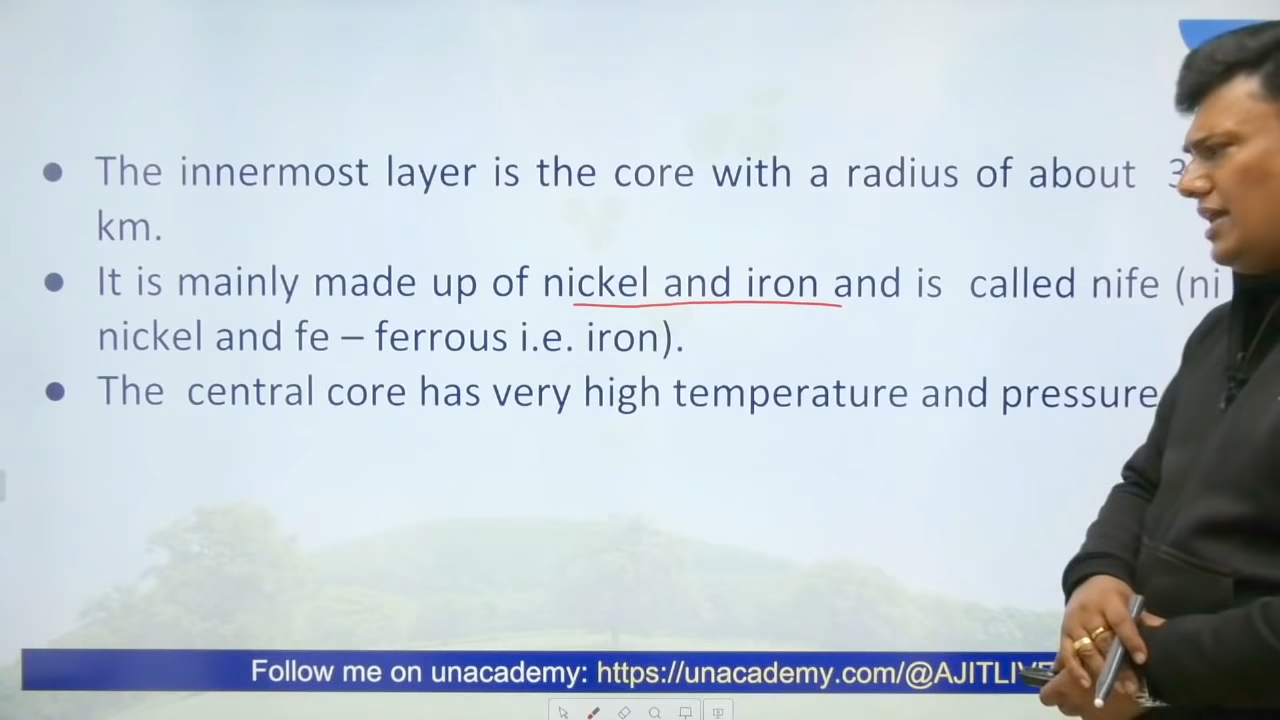 ● The innermost layer is the core with a radius of about 3
km.
● It is mainly made up of nickel and iron and is called nife (ni
nickel and fe – ferrous i.e. iron).
● The central core has very high temperature and pressure
Follow me on unacademy: https://unacademy.com/@AJITLIV